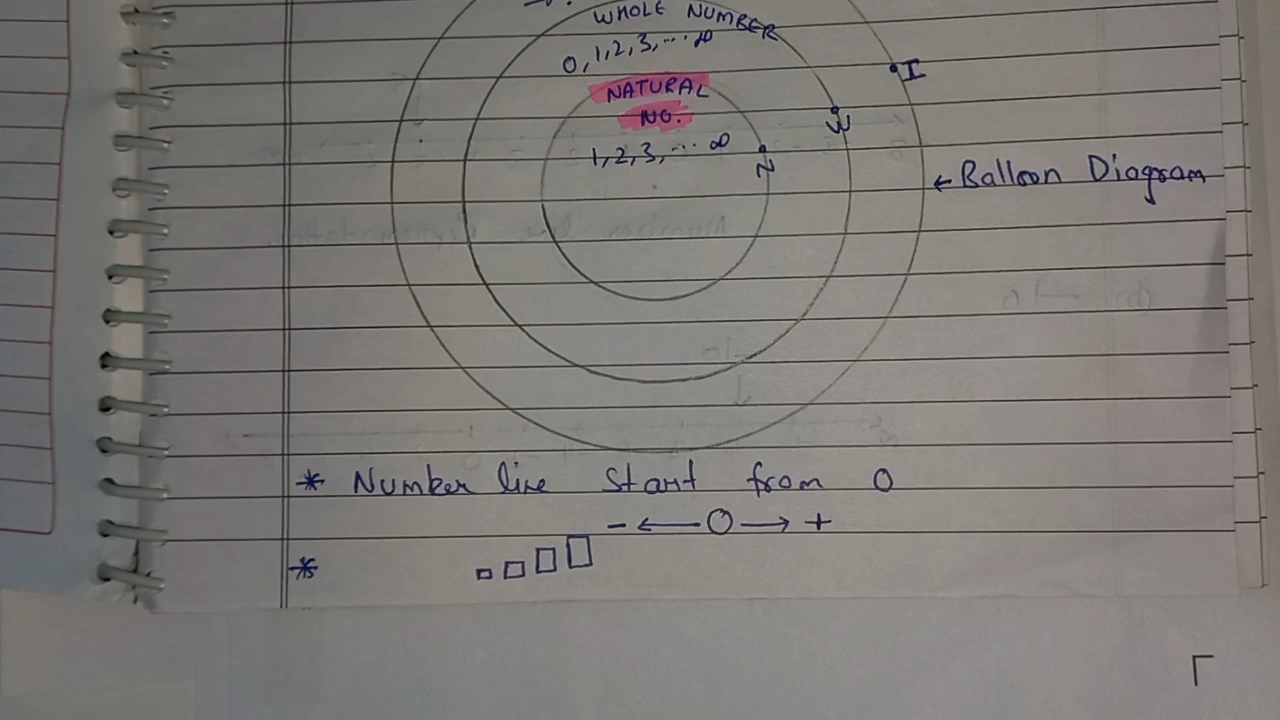 WHOLE NUMBER
0, 1, 2, 3, ... ∞
I
NATURAL
NO.
W
1, 2, 3, ... ∞
N
← Balloon Diagram
* Number line Start from 0
- ← 0 → +
*